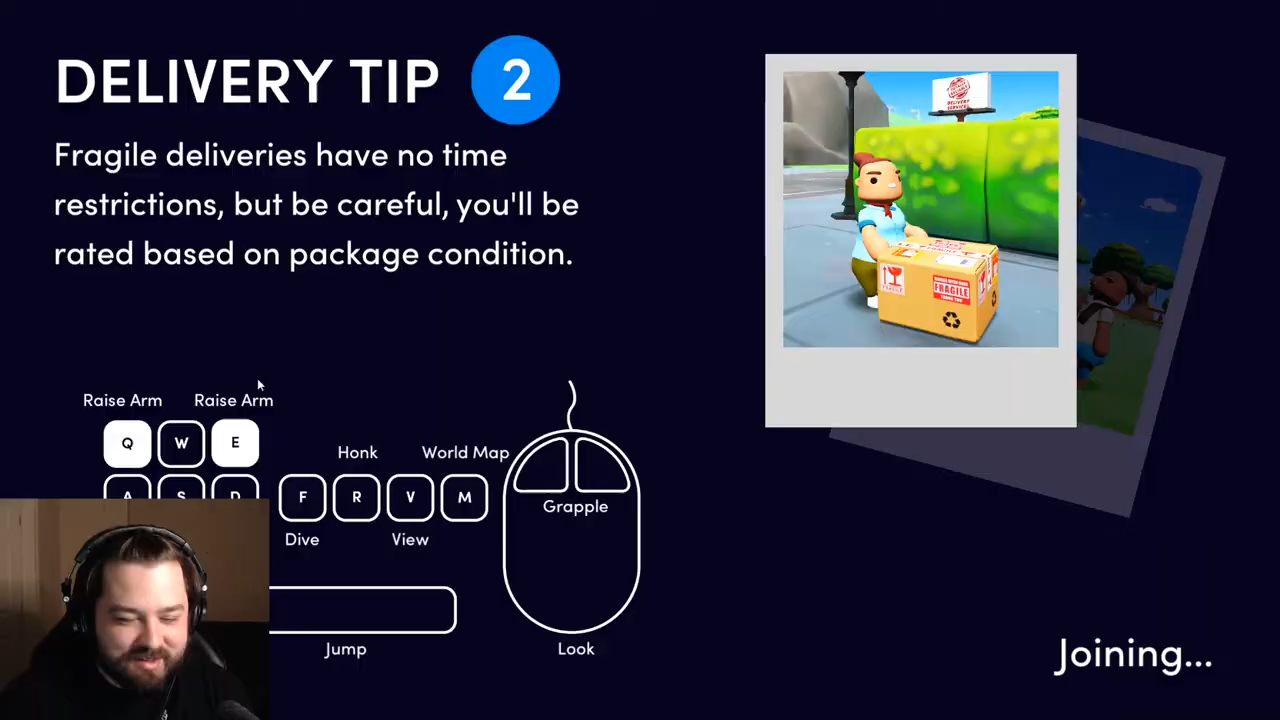 DELIVERY TIP 2
Fragile deliveries have no time
restrictions, but be careful, you'll be
rated based on package condition.
DELIVERY
SERVICES
FRAGILE
Raise Arm Raise Arm
Q W E
Honk World Map
A S D F R V M
Grapple
Dive View
Jump Look
Joining...